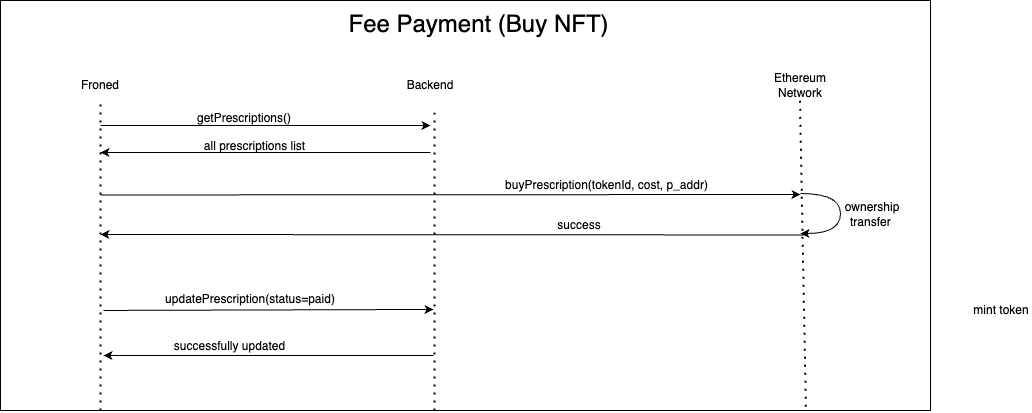 Fee Payment (Buy NFT)
Froned
Backend
Ethereum
Network
getPrescriptions()
all prescriptions list
buyPrescription(tokenId, cost, p_addr)
ownership
transfer
success
updatePrescription(status=paid)
mint token
successfully updated